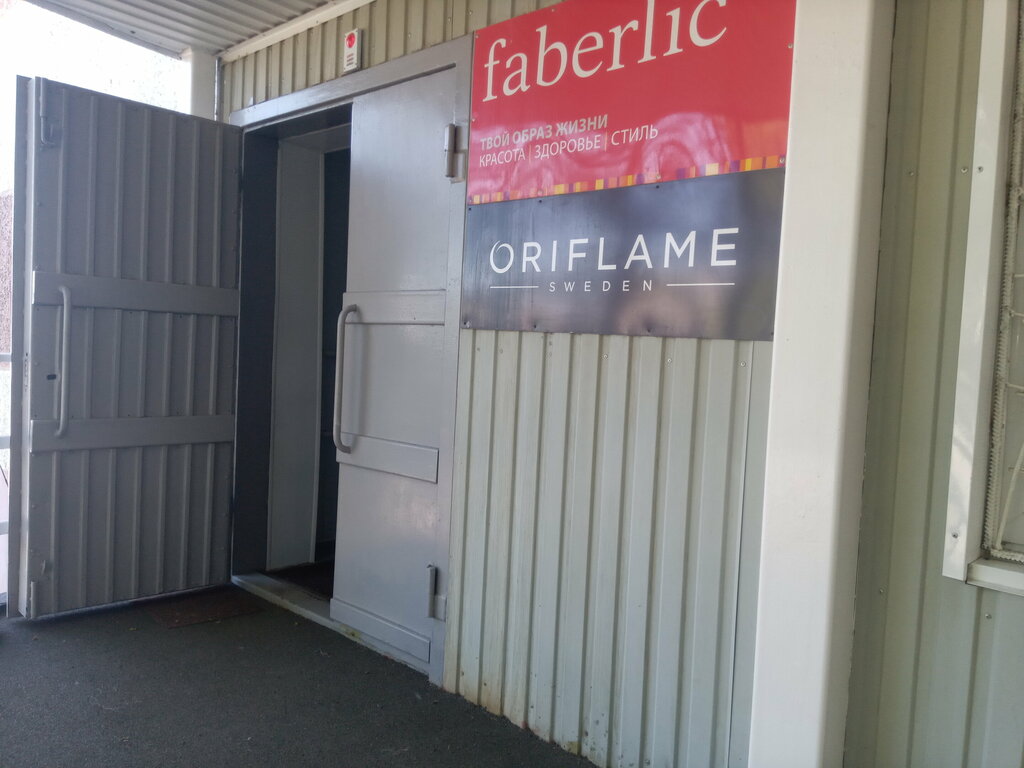 faberlic
ТВОЙ ОБРАЗ ЖИЗНИ
КРАСОТА | ЗДОРОВЬЕ | СТИЛЬ
ORIFLAME
SWEDEN